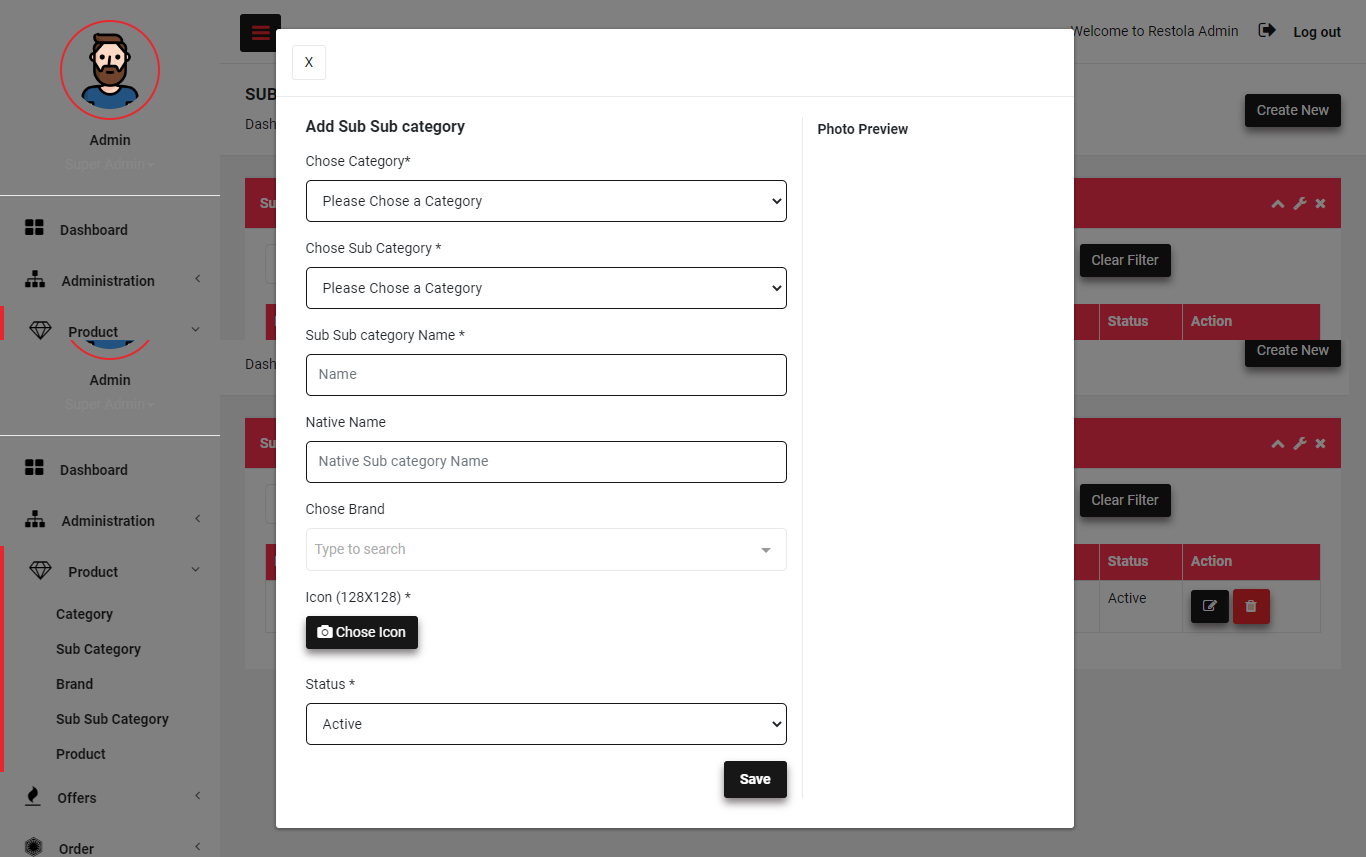 Admin
Super Admin
Dashboard
Administration
Product
Admin
Super Admin
Dashboard
Administration
Product
Category
Sub Category
Brand
Sub Sub Category
Product
Offers
Order
Welcome to Restola Admin
Log out
SUB
Dash
Create New
Su
Clear Filter
Status Action
Dash
Create New
Su
Clear Filter
Status Action
Active
X
Add Sub Sub category
Chose Category*
Please Chose a Category
Chose Sub Category *
Please Chose a Category
Sub Sub category Name *
Name
Native Name
Native Sub category Name
Chose Brand
Type to search
Icon (128X128) *
Chose Icon
Status *
Active
Save
Photo Preview